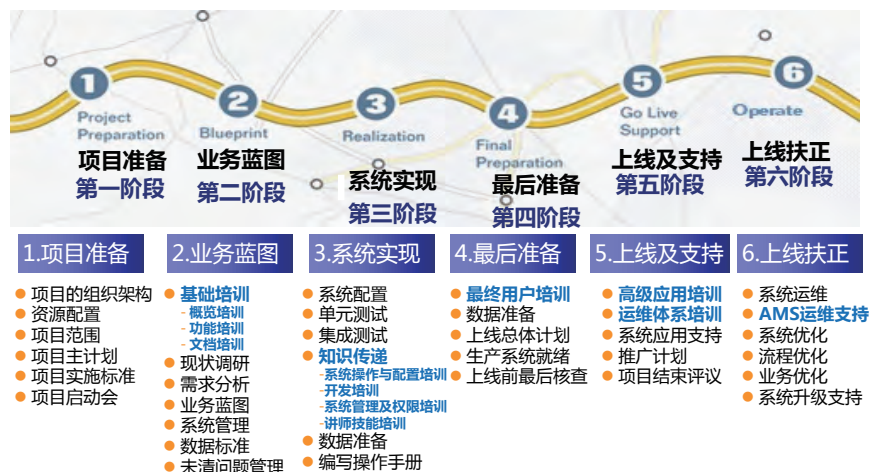 1
Project
Preparation
项目准备
第一阶段
2
Blueprint
业务蓝图
第二阶段
3
Realization
系统实现
第三阶段
4
Final
Preparation
最后准备
第四阶段
5
Go Live
Support
上线及支持
第五阶段
6
Operate
上线扶正
第六阶段
1.项目准备
● 项目的组织架构
● 资源配置
● 项目范围
● 项目主计划
● 项目实施标准
● 项目启动会
2.业务蓝图
● 基础培训
- 概览培训
- 功能培训
- 文档培训
● 现状调研
● 需求分析
● 业务蓝图
● 系统管理
● 数据标准
● 未清问题管理
3.系统实现
● 系统配置
● 单元测试
● 集成测试
● 知识传递
-系统操作与配置培训
-开发培训
-系统管理及权限培训
-讲师技能培训
● 数据准备
● 编写操作手册
4.最后准备
● 最终用户培训
● 数据准备
● 上线总体计划
● 生产系统就绪
● 上线前最后核查
5.上线及支持
● 高级应用培训
● 运维体系培训
● 系统应用支持
● 推广计划
● 项目结束评议
6.上线扶正
● 系统运维
● AMS运维支持
● 系统优化
● 流程优化
● 业务优化
● 系统升级支持